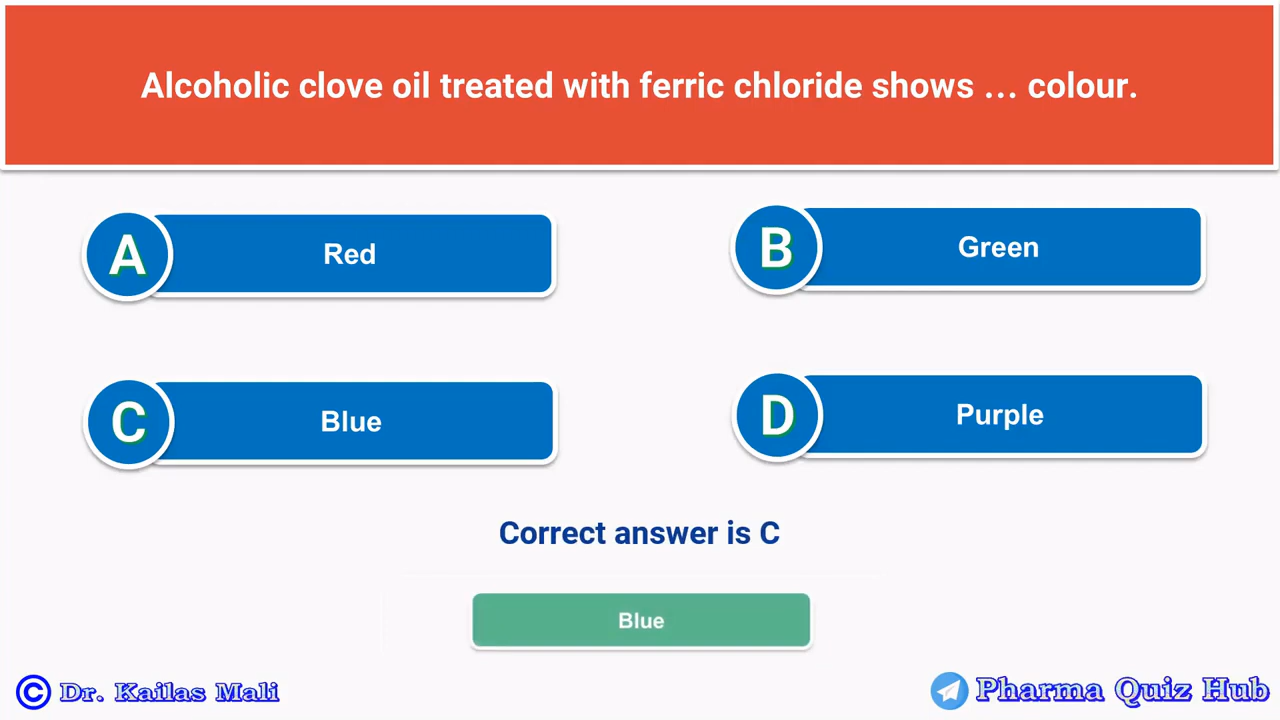 Alcoholic clove oil treated with ferric chloride shows … colour.
A Red
B Green
C Blue
D Purple
Correct answer is C
Blue
© Dr. Kailas Mali
Pharma Quiz Hub